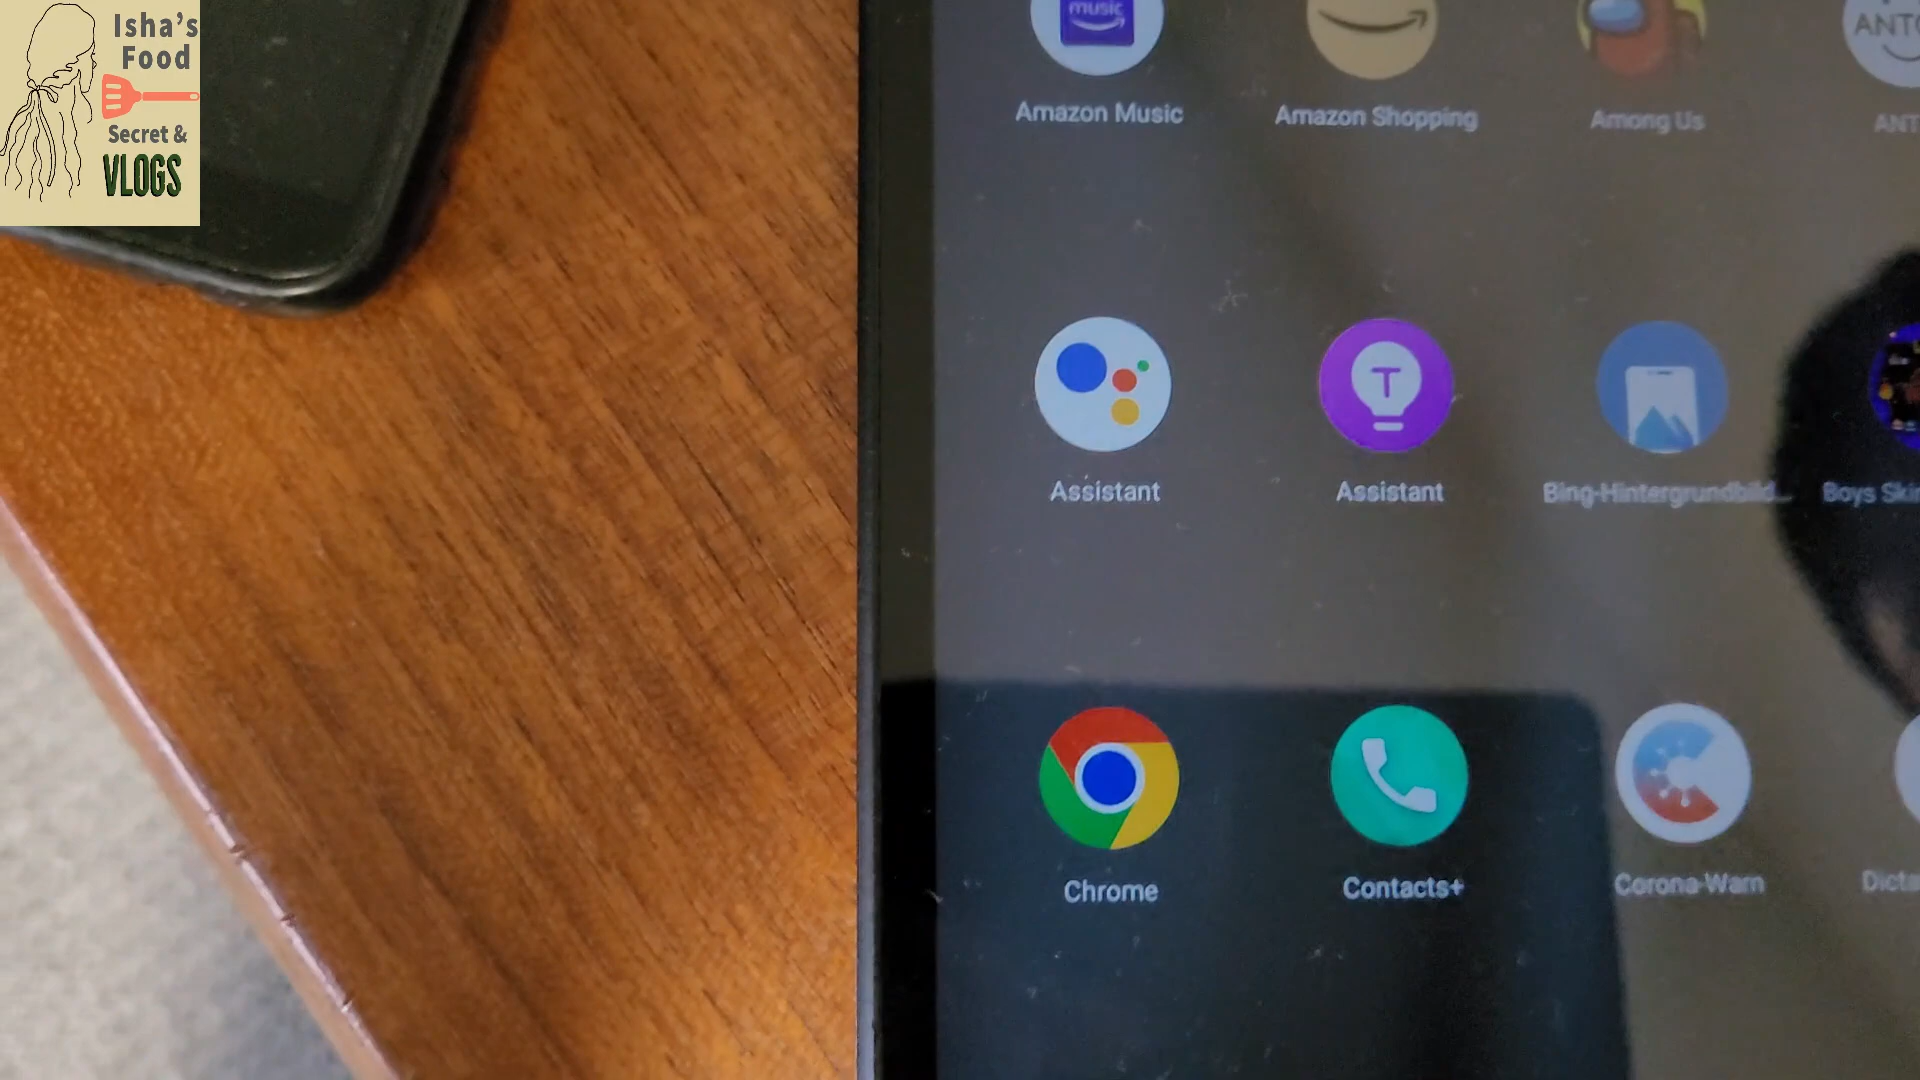 Isha's
Food
Secret &
VLOGS
music
ANTO
Amazon Music
Amazon Shopping
Among Us
ANT
T
Assistant
Assistant
Bing-Hintergrundbild...
Boys Ski
Chrome
Contacts+
Corona-Warn
Dicta